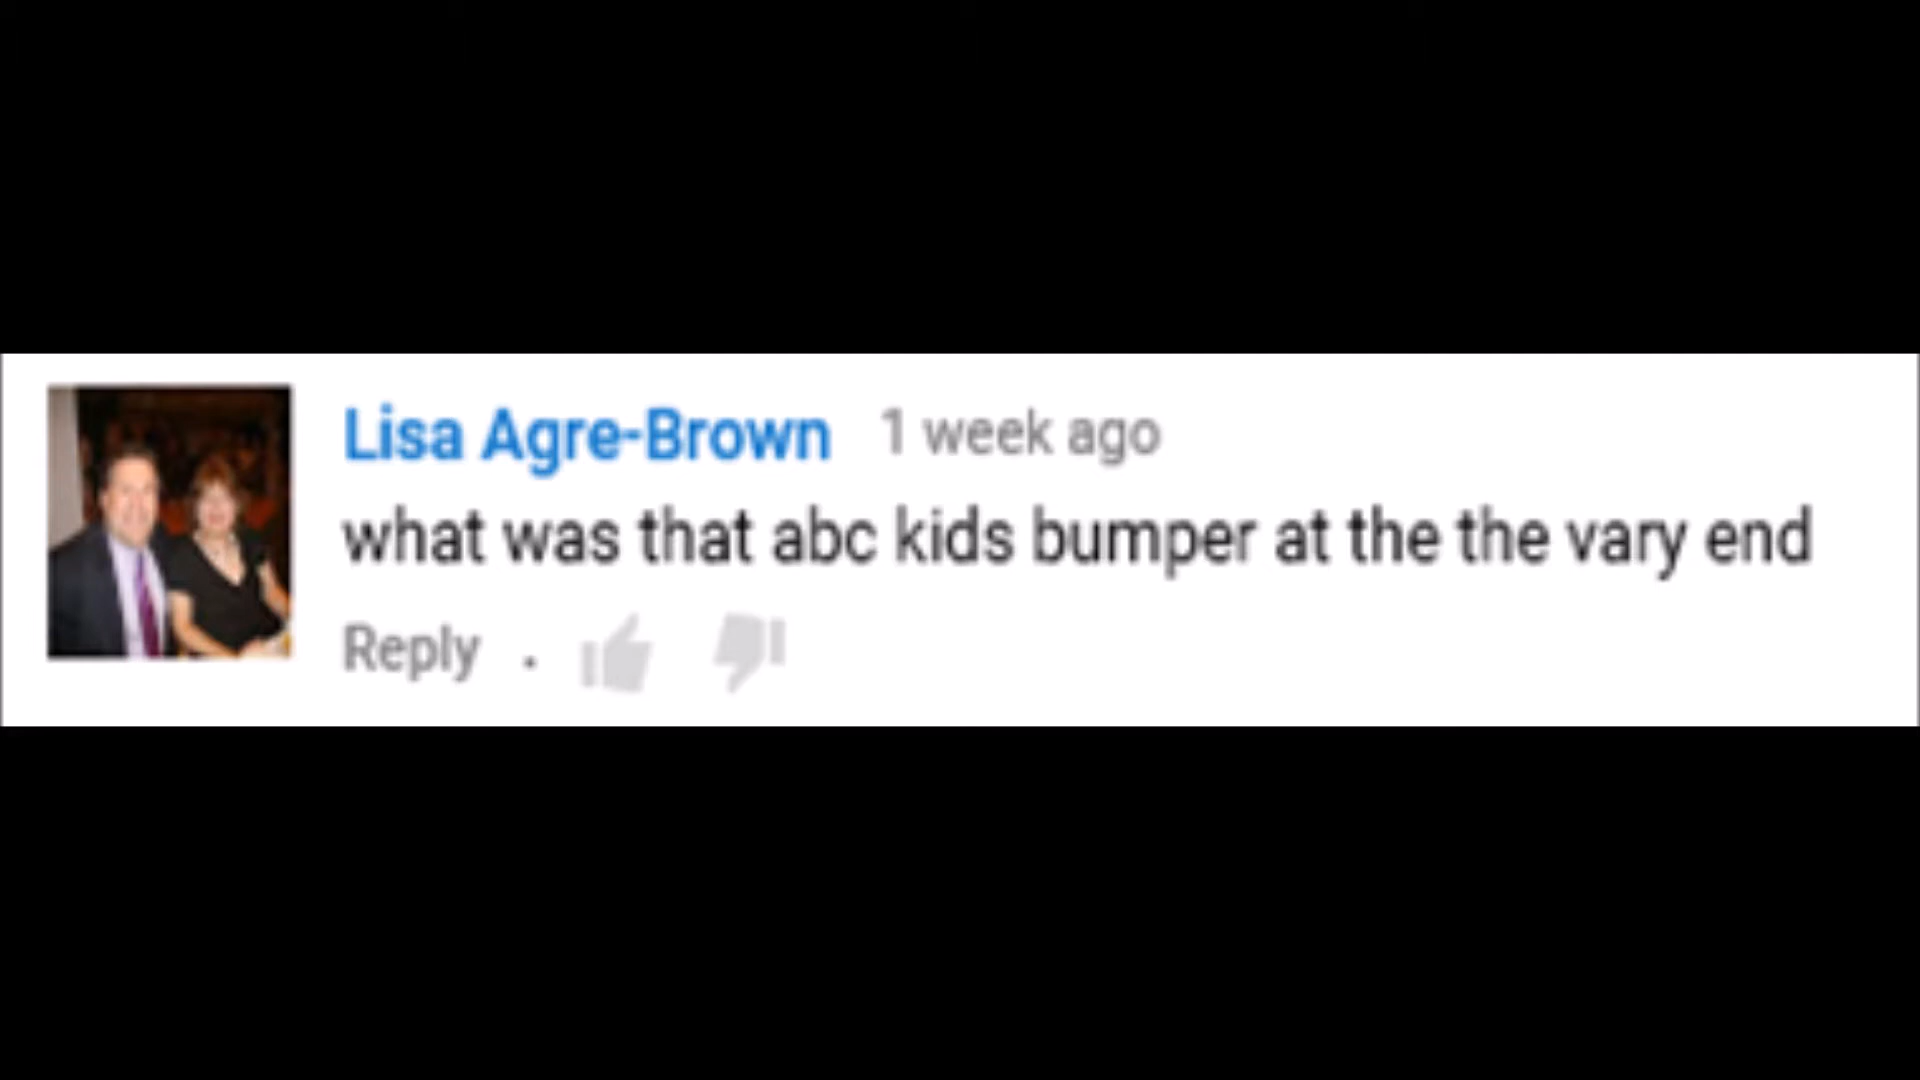 Lisa Agre-Brown 1 week ago
what was that abc kids bumper at the the vary end
Reply .